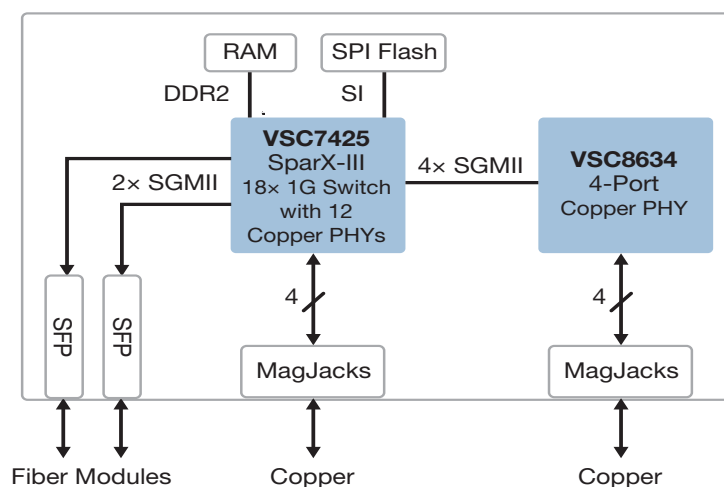 RAM
SPI Flash
DDR2
SI
VSC7425
SparX-III
18× 1G Switch
with 12
Copper PHYs
2× SGMII
4× SGMII
VSC8634
4-Port
Copper PHY
SFP
SFP
4
4
MagJacks
MagJacks
Fiber Modules
Copper
Copper